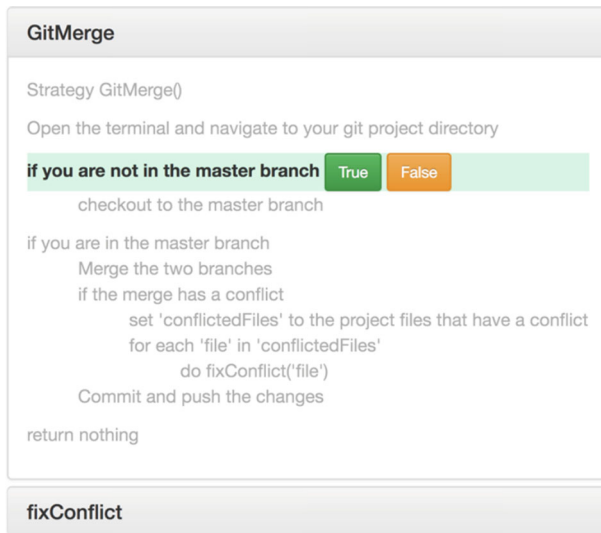 GitMerge
Strategy GitMerge()
Open the terminal and navigate to your git project directory
if you are not in the master branch True False
checkout to the master branch
if you are in the master branch
Merge the two branches
if the merge has a conflict
set 'conflictedFiles' to the project files that have a conflict
for each 'file' in 'conflictedFiles'
do fixConflict('file')
Commit and push the changes
return nothing
fixConflict